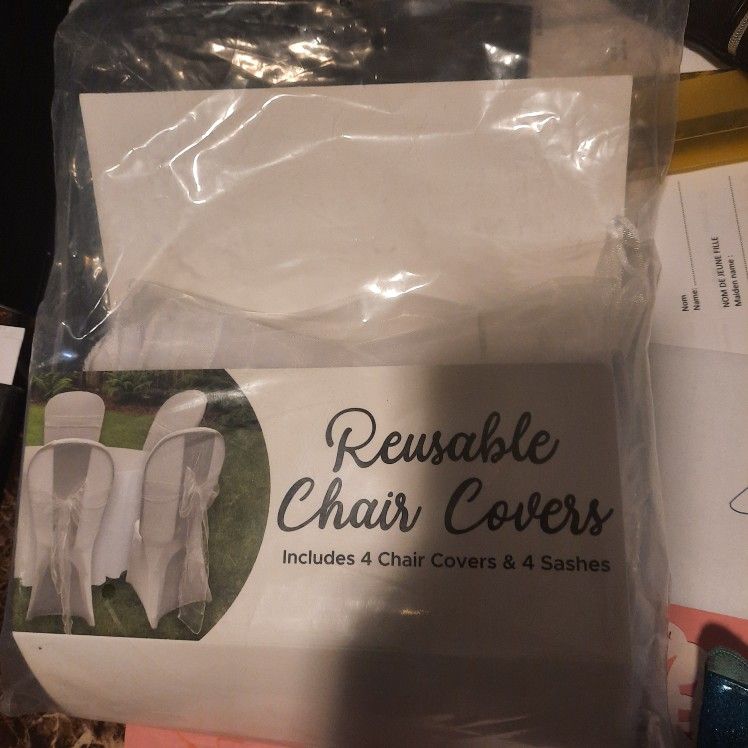 Reusable
Chair Covers
Includes 4 Chair Covers & 4 Sashes
Nom
Name:
NOM DE JEUNE FILLE
Maiden name :